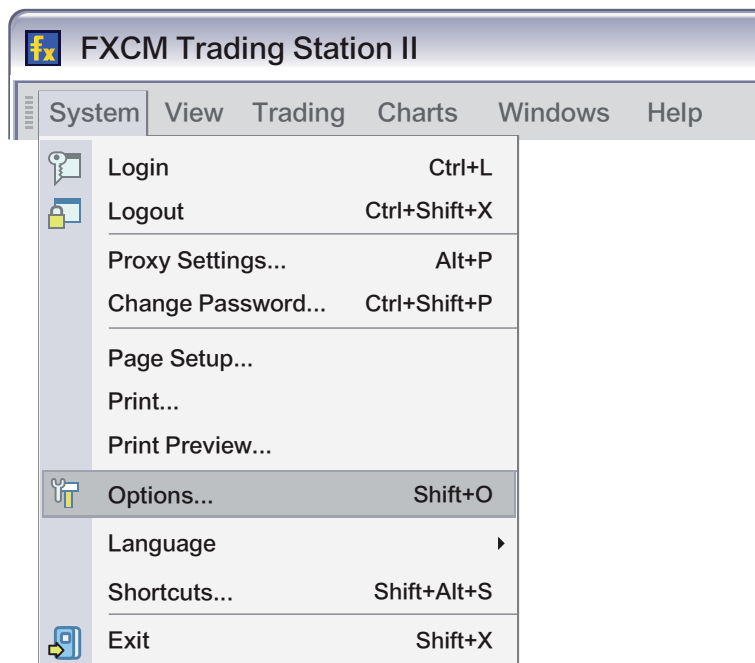 fx FXCM Trading Station II
System View Trading Charts Windows Help
Login Ctrl+L
Logout Ctrl+Shift+X
Proxy Settings... Alt+P
Change Password... Ctrl+Shift+P
Page Setup...
Print...
Print Preview...
Options... Shift+O
Language
Shortcuts... Shift+Alt+S
Exit Shift+X